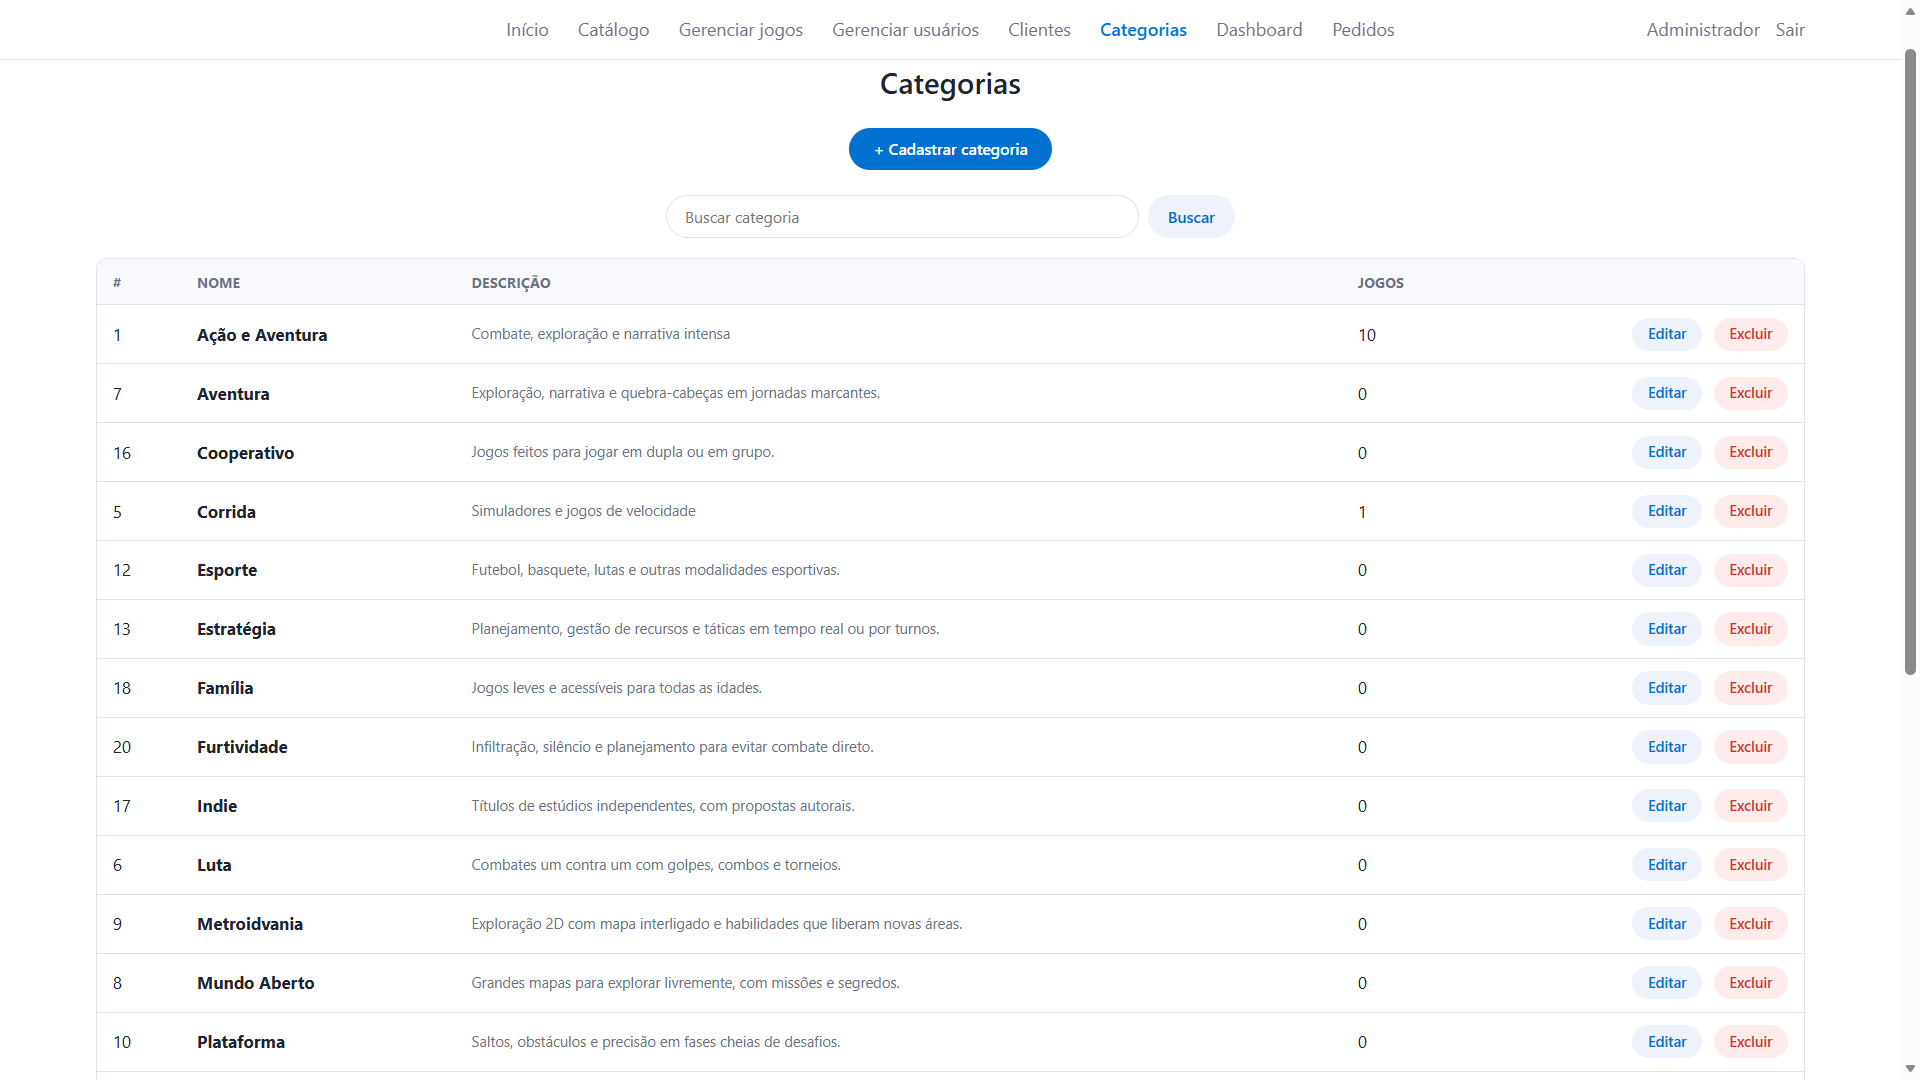 Início Catálogo Gerenciar jogos Gerenciar usuários Clientes Categorias Dashboard Pedidos Administrador Sair
Categorias
+ Cadastrar categoria
Buscar categoria Buscar
# NOME DESCRIÇÃO JOGOS
1 Ação e Aventura Combate, exploração e narrativa intensa 10 Editar Excluir
7 Aventura Exploração, narrativa e quebra-cabeças em jornadas marcantes. 0 Editar Excluir
16 Cooperativo Jogos feitos para jogar em dupla ou em grupo. 0 Editar Excluir
5 Corrida Simuladores e jogos de velocidade 1 Editar Excluir
12 Esporte Futebol, basquete, lutas e outras modalidades esportivas. 0 Editar Excluir
13 Estratégia Planejamento, gestão de recursos e táticas em tempo real ou por turnos. 0 Editar Excluir
18 Família Jogos leves e acessíveis para todas as idades. 0 Editar Excluir
20 Furtividade Infiltração, silêncio e planejamento para evitar combate direto. 0 Editar Excluir
17 Indie Títulos de estúdios independentes, com propostas autorais. 0 Editar Excluir
6 Luta Combates um contra um com golpes, combos e torneios. 0 Editar Excluir
9 Metroidvania Exploração 2D com mapa interligado e habilidades que liberam novas áreas. 0 Editar Excluir
8 Mundo Aberto Grandes mapas para explorar livremente, com missões e segredos. 0 Editar Excluir
10 Plataforma Saltos, obstáculos e precisão em fases cheias de desafios. 0 Editar Excluir